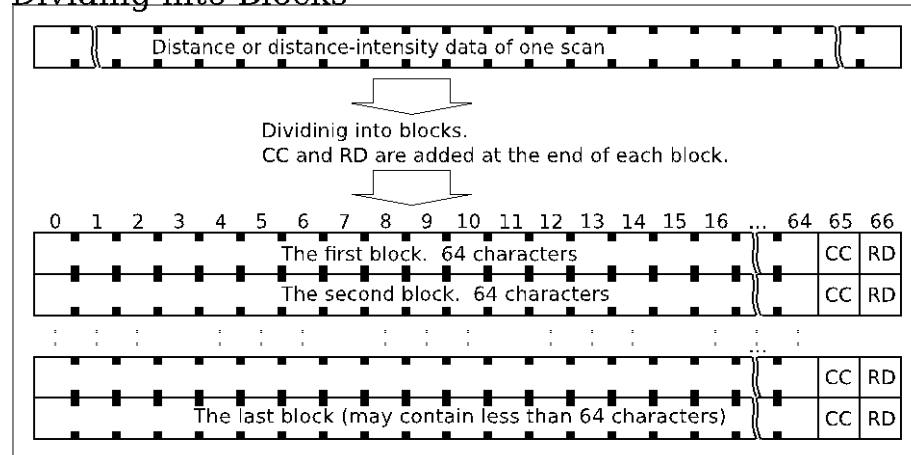 Dividing into Blocks
Distance or distance-intensity data of one scan
Dividinig into blocks.
CC and RD are added at the end of each block.
0 1 2 3 4 5 6 7 8 9 10 11 12 13 14 15 16 ... 64 65 66
The first block. 64 characters CC RD
The second block. 64 characters CC RD
...
CC RD
The last block (may contain less than 64 characters) CC RD